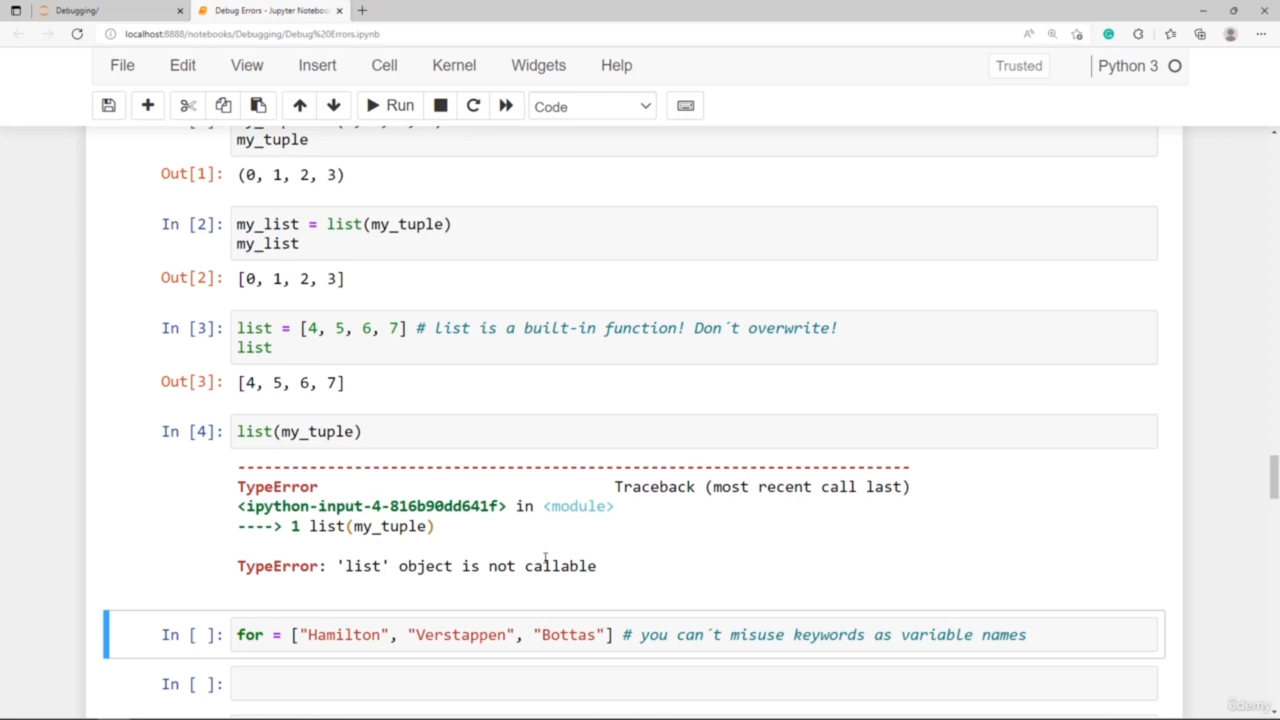 Debugging/
Debug Errors - Jupyter Noteboo
localhost:8888/notebooks/Debugging/Debug%20Errors.ipynb
File Edit View Insert Cell Kernel Widgets Help Trusted Python 3
Run Code
my_tuple
Out[1]: (0, 1, 2, 3)
In [2]: my_list = list(my_tuple)
my_list
Out[2]: [0, 1, 2, 3]
In [3]: list = [4, 5, 6, 7] # list is a built-in function! Don´t overwrite!
list
Out[3]: [4, 5, 6, 7]
In [4]: list(my_tuple)
---------------------------------------------------------------------------
TypeError Traceback (most recent call last)
<ipython-input-4-816b90dd641f> in <module>
----> 1 list(my_tuple)
TypeError: 'list' object is not callable
In [ ]: for = ["Hamilton", "Verstappen", "Bottas"] # you can´t misuse keywords as variable names
In [ ]:
ûdemy